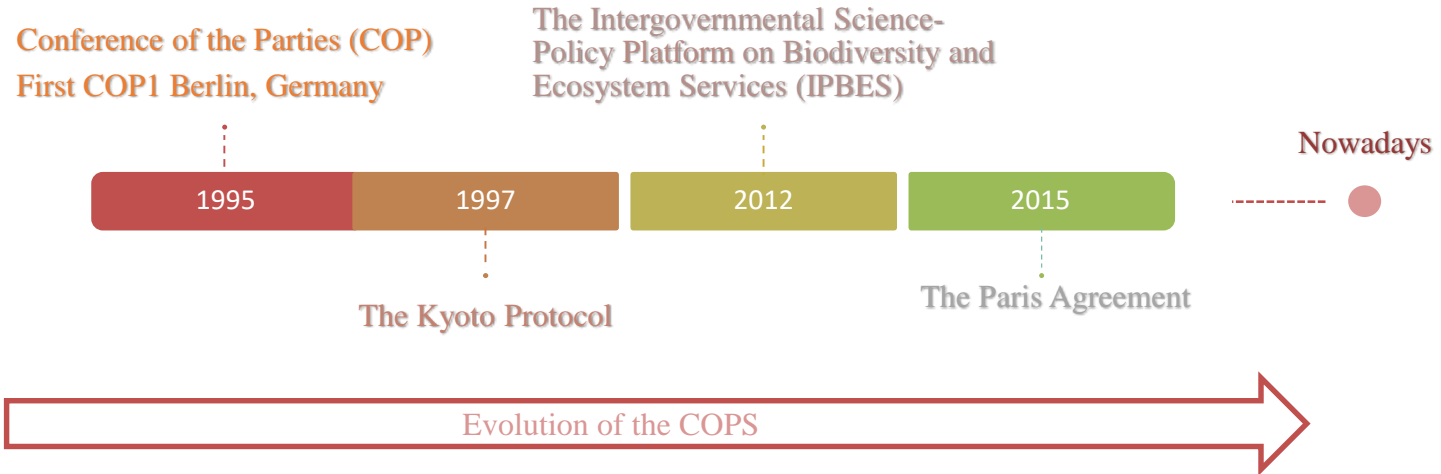 Conference of the Parties (COP)
First COP1 Berlin, Germany
The Intergovernmental Science-
Policy Platform on Biodiversity and
Ecosystem Services (IPBES)
Nowadays
1995
1997
2012
2015
The Kyoto Protocol
The Paris Agreement
Evolution of the COPS